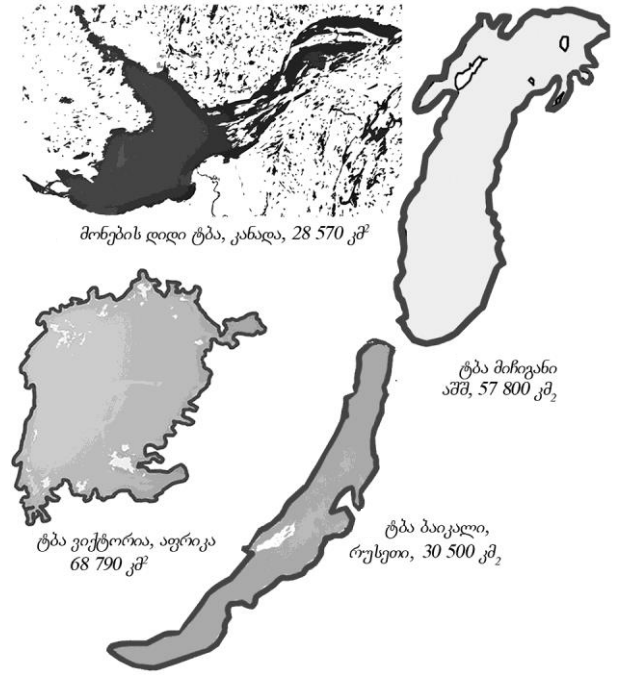 მონების დიდი ტბა, კანადა, 28 570 კმ²
ტბა მიჩიგანი
აშშ, 57 800 კმ₂
ტბა ვიქტორია, აფრიკა
68 790 კმ²
ტბა ბაიკალი,
რუსეთი, 30 500 კმ₂